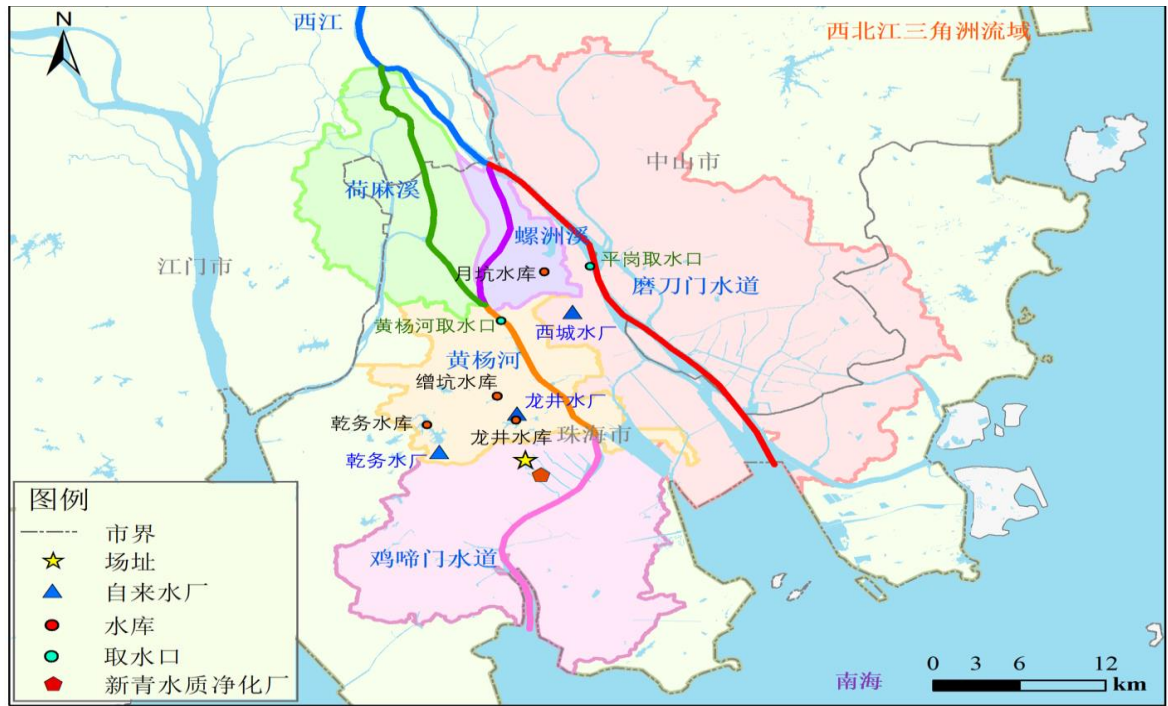 N
西江
西北江三角洲流域
中山市
荷麻溪
螺洲溪
平岗取水口
江门市
月坑水库
磨刀门水道
黄杨河取水口
西城水厂
黄杨河
缯坑水库
龙井水厂
乾务水库
龙井水库
珠海市
乾务水厂
图例
市界
场址
鸡啼门水道
自来水厂
水库
取水口
新青水质净化厂
南海
0 3 6 12
km